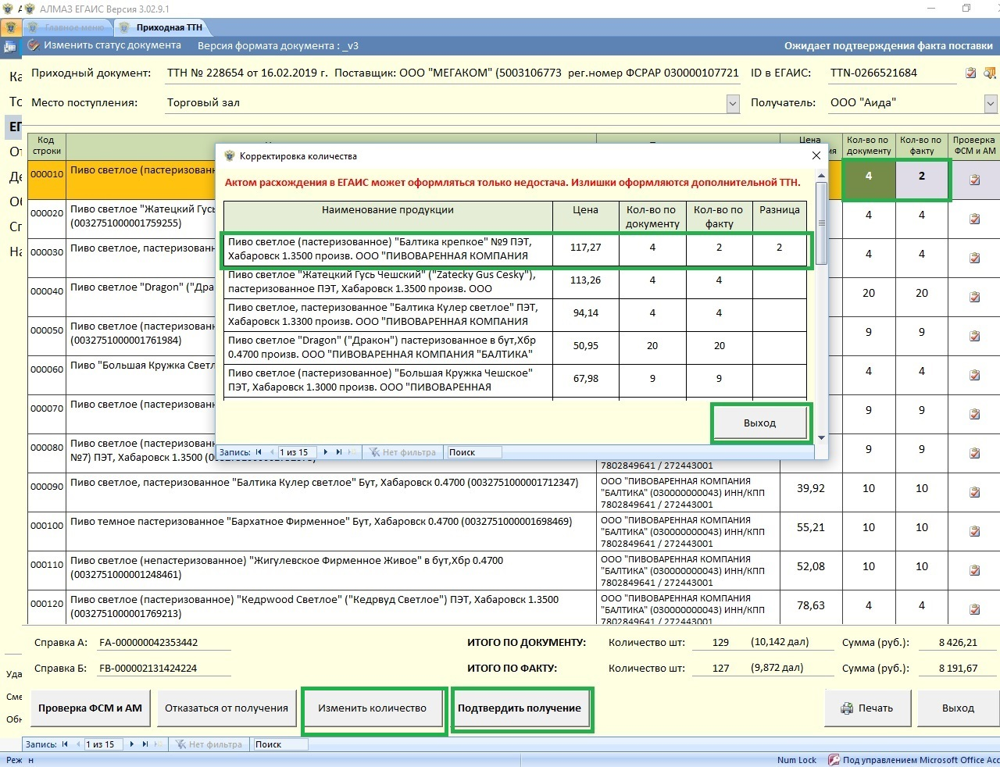 АЛМАЗ ЕГАИС Версия 3.02.9.1
Главное меню
Приходная ТТН
Изменить статус документа
Версия формата документа : _v3
Ожидает подтверждения факта поставки
Приходный документ:
ТТН № 228654 от 16.02.2019 г. Поставщик: ООО "МЕГАКОМ" (5003106773 рег.номер ФСРАР 030000107721
ID в ЕГАИС:
TTN-0266521684
Место поступления:
Торговый зал
Получатель:
ООО "Аида"
Код строки
Цена
Кол-во по документу
Кол-во по факту
Проверка ФСМ и АМ
000010
Пиво светлое (пастеризованн
4
2
000020
Пиво светлое "Жатецкий Гусь
(0032751000001759255)
4
4
000030
Пиво светлое, пастеризованн
4
4
000040
Пиво светлое "Dragon" ("Дра
20
20
000050
Пиво светлое (пастеризованн
(0032751000001761984)
9
9
000060
Пиво "Большая Кружка Светл
4
4
000070
Пиво светлое (пастеризованн
9
9
000080
Пиво светлое (пастеризованн
№7) ПЭТ, Хабаровск 1.3500
7802849641 / 272443001
9
9
000090
Пиво светлое, пастеризованное "Балтика Кулер светлое" Бут, Хабаровск 0.4700 (0032751000001712347)
ООО "ПИВОВАРЕННАЯ КОМПАНИЯ
"БАЛТИКА" (030000000043) ИНН/КПП
7802849641 / 272443001
39,92
10
10
000100
Пиво темное пастеризованное "Бархатное Фирменное" Бут, Хабаровск 0.4700 (0032751000001698469)
ООО "ПИВОВАРЕННАЯ КОМПАНИЯ
"БАЛТИКА" (030000000043) ИНН/КПП
7802849641 / 272443001
55,21
10
10
000110
Пиво светлое (непастеризованное) "Жигулевское Фирменное Живое" в бут,Хбр 0.4700
(0032751000001248461)
ООО "ПИВОВАРЕННАЯ КОМПАНИЯ
"БАЛТИКА" (030000000043) ИНН/КПП
7802849641 / 272443001
52,08
10
10
000120
Пиво светлое (пастеризованное) "Кедрwood Светлое" ("Кедрвуд Светлое") ПЭТ, Хабаровск 1.3500
(0032751000001769213)
ООО "ПИВОВАРЕННАЯ КОМПАНИЯ
"БАЛТИКА" (030000000043) ИНН/КПП
7802849641 / 272443001
78,63
4
4
Корректировка количества
Актом расхождения в ЕГАИС может оформляться только недостача. Излишки оформляются дополнительной ТТН.
Наименование продукции
Цена
Кол-во по документу
Кол-во по факту
Разница
Пиво светлое (пастеризованное) "Балтика крепкое" №9 ПЭТ,
Хабаровск 1.3500 произв. ООО "ПИВОВАРЕННАЯ КОМПАНИЯ
117,27
4
2
2
Пиво светлое "Жатецкий Гусь Чешский" ("Zatecky Gus Cesky"),
пастеризованное ПЭТ, Хабаровск 1.3500 произв. ООО
113,26
4
4
Пиво светлое, пастеризованное "Балтика Кулер светлое" ПЭТ,
Хабаровск 1.3300 произв. ООО "ПИВОВАРЕННАЯ КОМПАНИЯ
94,14
4
4
Пиво светлое "Dragon" ("Дракон") пастеризованное в бут,Хбр
0.4700 произв. ООО "ПИВОВАРЕННАЯ КОМПАНИЯ "БАЛТИКА"
50,95
20
20
Пиво светлое (пастеризованное) "Большая Кружка Чешское"
ПЭТ, Хабаровск 1.3000 произв. ООО "ПИВОВАРЕННАЯ
67,98
9
9
Выход
Запись: 1 из 15 Нет фильтра Поиск
Справка А:
FA-000000042353442
ИТОГО ПО ДОКУМЕНТУ:
Количество шт: 129 (10,142 дал)
Сумма (руб.): 8 426,21
Справка Б:
FB-000002131424224
ИТОГО ПО ФАКТУ:
Количество шт: 127 (9,872 дал)
Сумма (руб.): 8 191,67
Проверка ФСМ и АМ
Отказаться от получения
Изменить количество
Подтвердить получение
Печать
Выход
Запись: 1 из 15 Нет фильтра Поиск
Реж
н
Num Lock
Под управлением Microsoft Office Acc
Ка
То
ЕГ
От
Де
Об
Сп
На
Уда
Сме
Обн